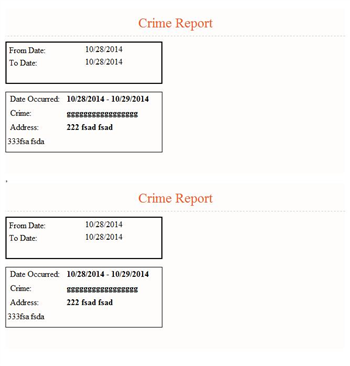 Crime Report
From Date: 10/28/2014
To Date: 10/28/2014
Date Occurred: 10/28/2014 - 10/29/2014
Crime: ggggggggggggggggg
Address: 222 fsad fsad
333fsa fsda
.
Crime Report
From Date: 10/28/2014
To Date: 10/28/2014
Date Occurred: 10/28/2014 - 10/29/2014
Crime: ggggggggggggggggg
Address: 222 fsad fsad
333fsa fsda